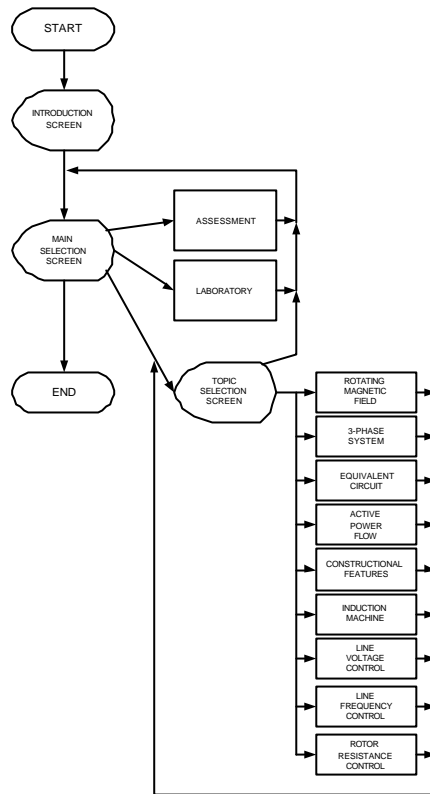 START
INTRODUCTION
SCREEN
MAIN
SELECTION
SCREEN
ASSESSMENT
LABORATORY
END
TOPIC
SELECTION
SCREEN
ROTATING
MAGNETIC
FIELD
3-PHASE
SYSTEM
EQUIVALENT
CIRCUIT
ACTIVE
POWER
FLOW
CONSTRUCTIONAL
FEATURES
INDUCTION
MACHINE
LINE
VOLTAGE
CONTROL
LINE
FREQUENCY
CONTROL
ROTOR
RESISTANCE
CONTROL